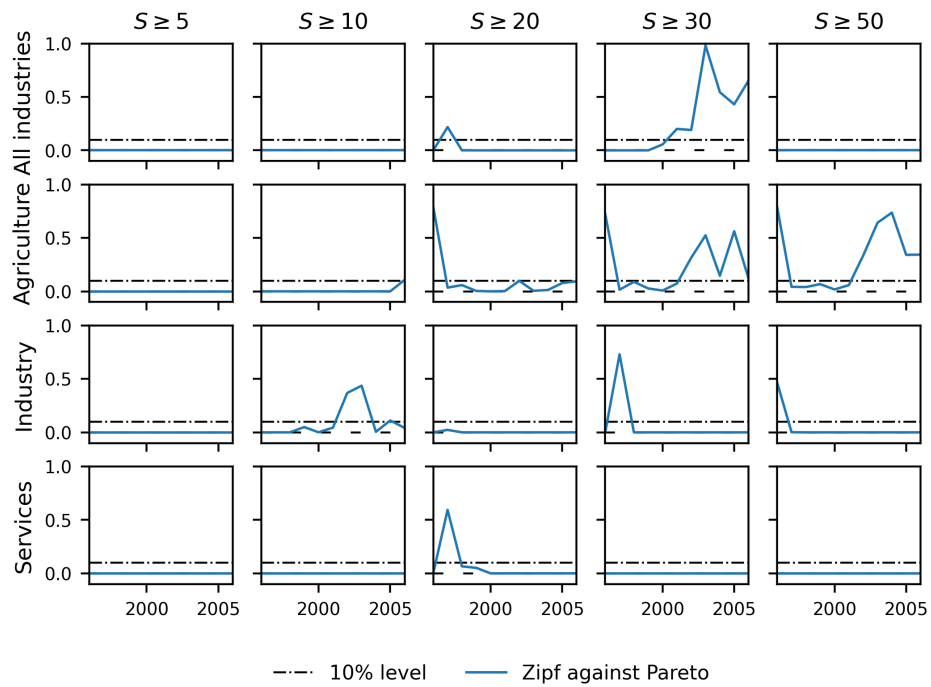 S ≥ 5 S ≥ 10 S ≥ 20 S ≥ 30 S ≥ 50
All industries
1.0
0.5
0.0
Agriculture
1.0
0.5
0.0
Industry
1.0
0.5
0.0
Services
1.0
0.5
0.0
2000 2005 2000 2005 2000 2005 2000 2005 2000 2005
10% level Zipf against Pareto